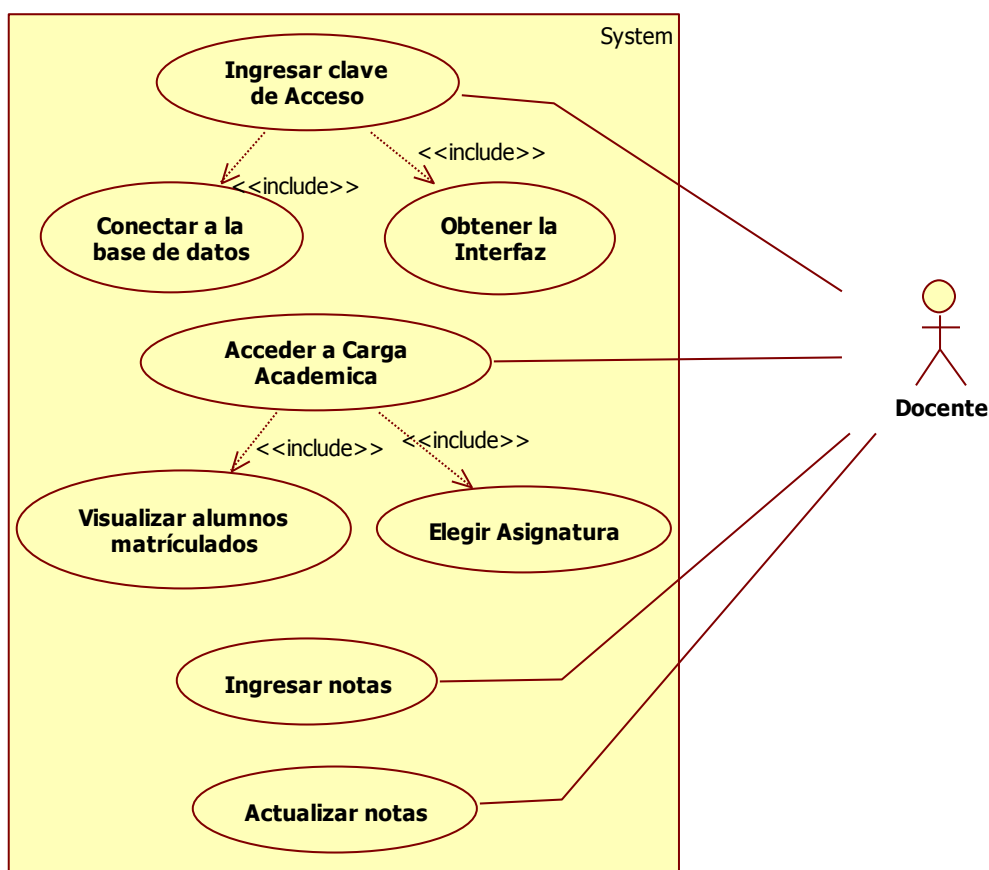 System
Ingresar clave
de Acceso
<<include>>
<<include>>
Conectar a la
base de datos
Obtener la
Interfaz
Acceder a Carga
Academica
Docente
<<include>>
<<include>>
Visualizar alumnos
matrículados
Elegir Asignatura
Ingresar notas
Actualizar notas